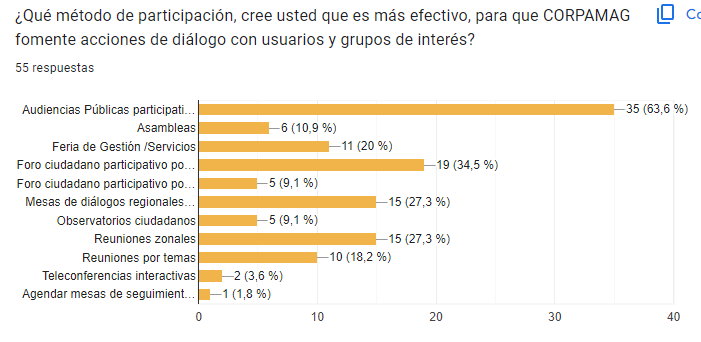 ¿Qué método de participación, cree usted que es más efectivo, para que CORPAMAG
fomente acciones de diálogo con usuarios y grupos de interés?
Co
55 respuestas
Audiencias Públicas participati… 35 (63,6 %)
Asambleas 6 (10,9 %)
Feria de Gestión /Servicios 11 (20 %)
Foro ciudadano participativo po… 19 (34,5 %)
Foro ciudadano participativo po… 5 (9,1 %)
Mesas de diálogos regionales… 15 (27,3 %)
Observatorios ciudadanos 5 (9,1 %)
Reuniones zonales 15 (27,3 %)
Reuniones por temas 10 (18,2 %)
Teleconferencias interactivas 2 (3,6 %)
Agendar mesas de seguimient… 1 (1,8 %)
0 10 20 30 40